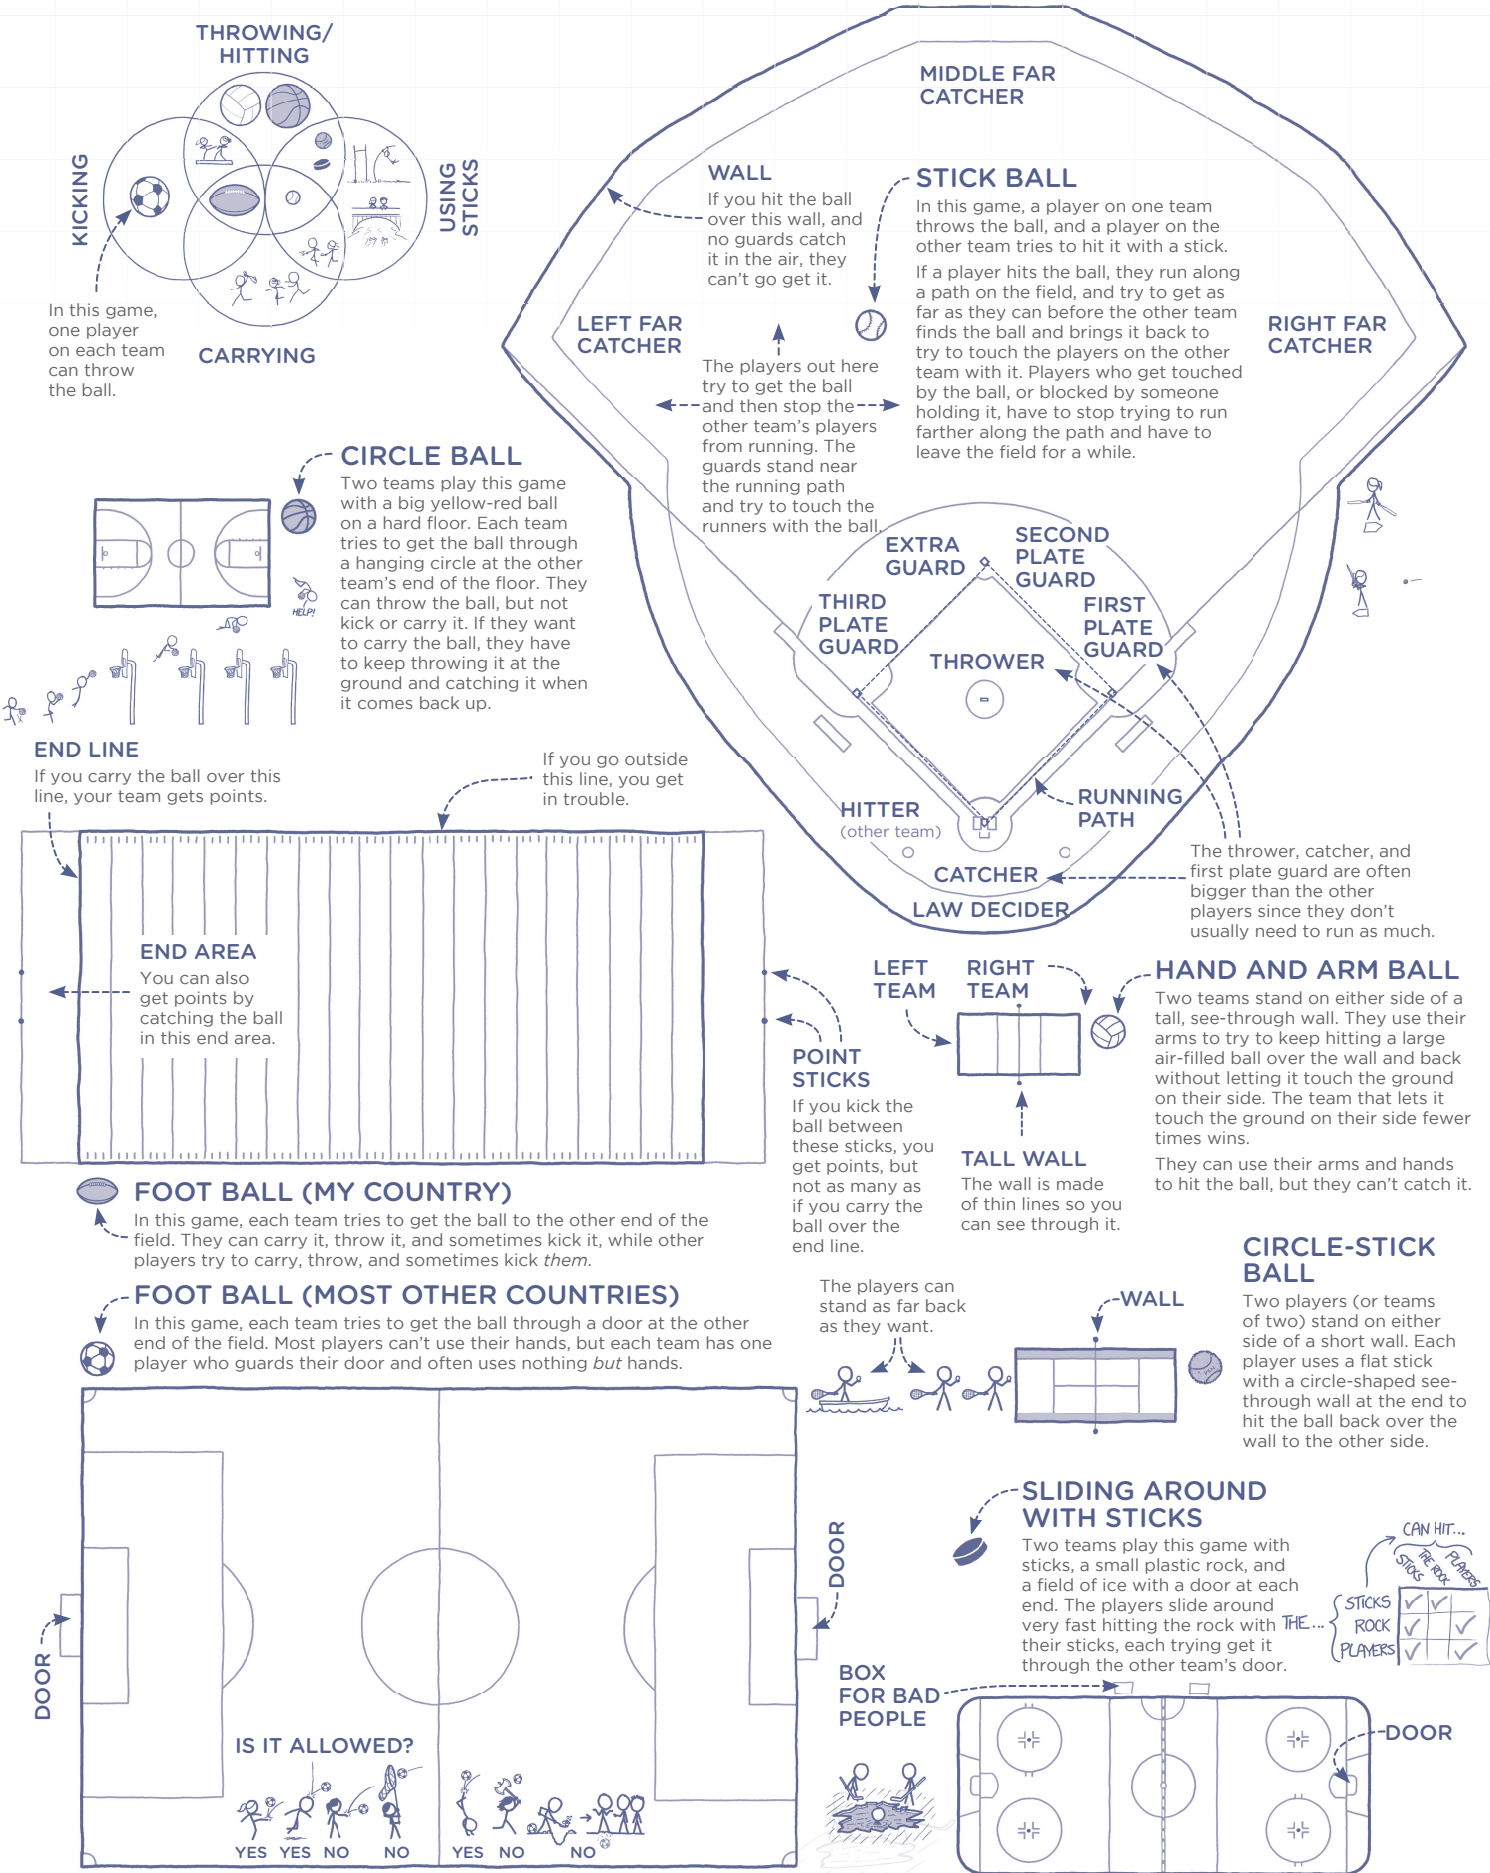 THROWING/
HITTING
KICKING
USING
STICKS
CARRYING
In this game,
one player
on each team
can throw
the ball.
MIDDLE FAR
CATCHER
WALL
If you hit the ball
over this wall, and
no guards catch
it in the air, they
can't go get it.
STICK BALL
In this game, a player on one team
throws the ball, and a player on the
other team tries to hit it with a stick.
If a player hits the ball, they run along
a path on the field, and try to get as
far as they can before the other team
finds the ball and brings it back to
try to touch the players on the other
team with it. Players who get touched
by the ball, or blocked by someone
holding it, have to stop trying to run
farther along the path and have to
leave the field for a while.
LEFT FAR
CATCHER
RIGHT FAR
CATCHER
The players out here
try to get the ball
and then stop the
other team's players
from running. The
guards stand near
the running path
and try to touch the
runners with the ball.
EXTRA
GUARD
SECOND
PLATE
GUARD
THIRD
PLATE
GUARD
FIRST
PLATE
GUARD
THROWER
RUNNING
PATH
HITTER
(other team)
CATCHER
LAW DECIDER
The thrower, catcher, and
first plate guard are often
bigger than the other
players since they don't
usually need to run as much.
CIRCLE BALL
Two teams play this game
with a big yellow-red ball
on a hard floor. Each team
tries to get the ball through
a hanging circle at the other
team's end of the floor. They
can throw the ball, but not
kick or carry it. If they want
to carry the ball, they have
to keep throwing it at the
ground and catching it when
it comes back up.
HELP!
END LINE
If you carry the ball over this
line, your team gets points.
If you go outside
this line, you get
in trouble.
END AREA
You can also
get points by
catching the ball
in this end area.
POINT
STICKS
If you kick the
ball between
these sticks, you
get points, but
not as many as
if you carry the
ball over the
end line.
FOOT BALL (MY COUNTRY)
In this game, each team tries to get the ball to the other end of the
field. They can carry it, throw it, and sometimes kick it, while other
players try to carry, throw, and sometimes kick them.
LEFT
TEAM
RIGHT
TEAM
TALL WALL
The wall is made
of thin lines so you
can see through it.
HAND AND ARM BALL
Two teams stand on either side of a
tall, see-through wall. They use their
arms to try to keep hitting a large
air-filled ball over the wall and back
without letting it touch the ground
on their side. The team that lets it
touch the ground on their side fewer
times wins.
They can use their arms and hands
to hit the ball, but they can't catch it.
FOOT BALL (MOST OTHER COUNTRIES)
In this game, each team tries to get the ball through a door at the other
end of the field. Most players can't use their hands, but each team has one
player who guards their door and often uses nothing but hands.
DOOR
DOOR
IS IT ALLOWED?
YES YES NO NO YES NO NO
The players can
stand as far back
as they want.
WALL
CIRCLE-STICK
BALL
Two players (or teams
of two) stand on either
side of a short wall. Each
player uses a flat stick
with a circle-shaped see-
through wall at the end to
hit the ball back over the
wall to the other side.
SLIDING AROUND
WITH STICKS
Two teams play this game with
sticks, a small plastic rock, and
a field of ice with a door at each
end. The players slide around
very fast hitting the rock with
their sticks, each trying get it
through the other team's door.
CAN HIT...
STICKS
THE ROCK
PLAYERS
THE...
STICKS
ROCK
PLAYERS
BOX
FOR BAD
PEOPLE
DOOR